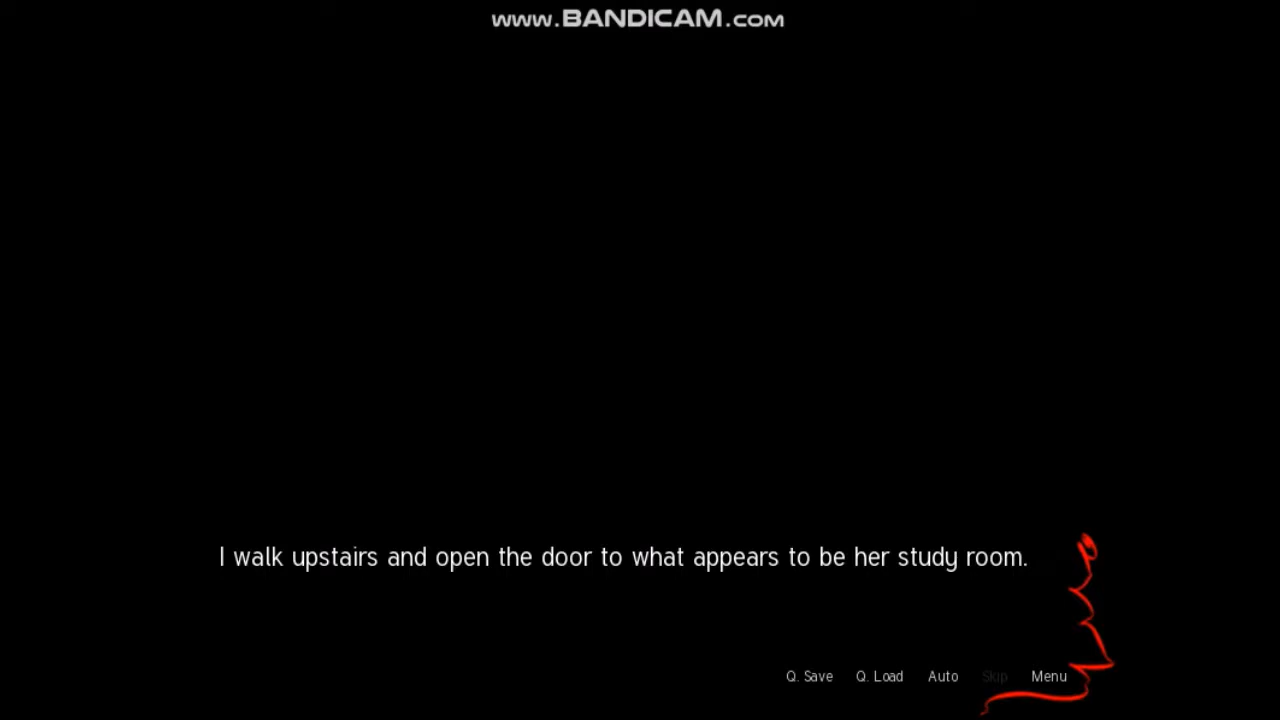 www.BANDICAM.com
I walk upstairs and open the door to what appears to be her study room.
Q. Save Q. Load Auto Skip Menu